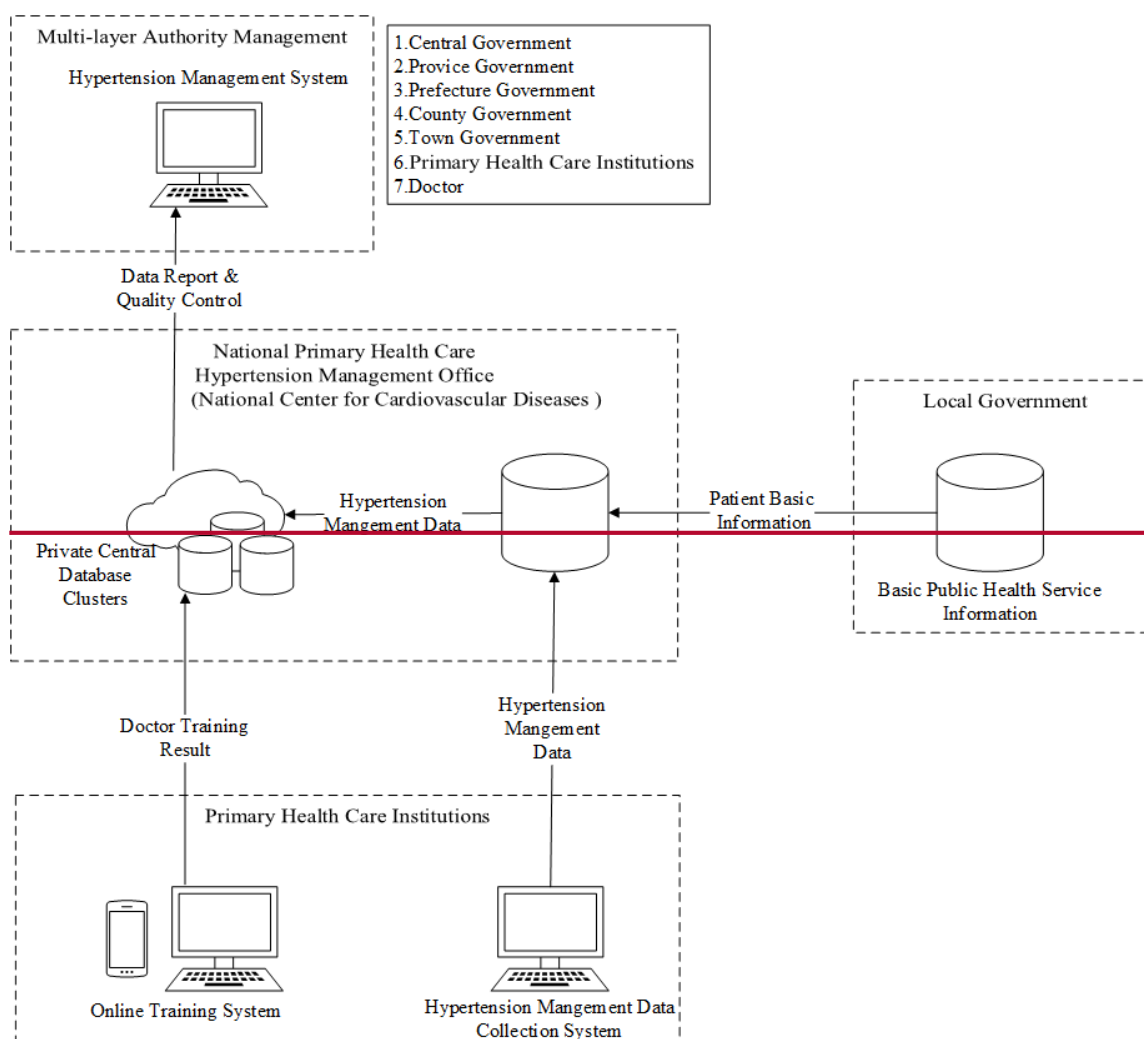 Multi-layer Authority Management
Hypertension Management System
1.Central Government
2.Provice Government
3.Prefecture Government
4.County Government
5.Town Government
6.Primary Health Care Institutions
7.Doctor
Data Report &
Quality Control
National Primary Health Care
Hypertension Management Office
(National Center for Cardiovascular Diseases )
Local Government
Hypertension
Mangement Data
Patient Basic
Information
Private Central
Database
Clusters
Basic Public Health Service
Information
Doctor Training
Result
Hypertension
Mangement
Data
Primary Health Care Institutions
Online Training System
Hypertension Mangement Data
Collection System